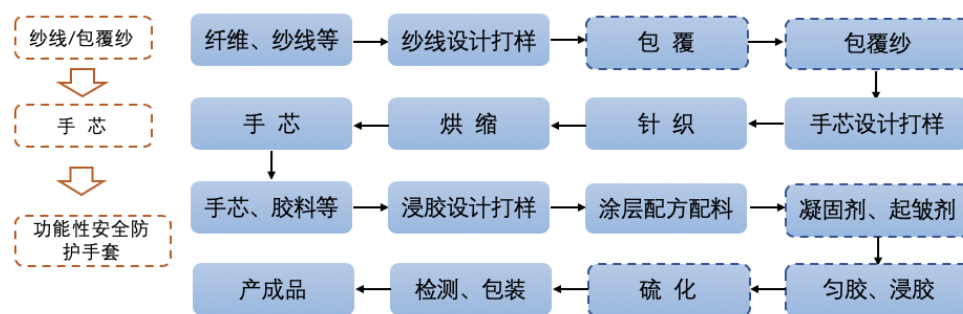 纱线/包覆纱
纤维、纱线等
纱线设计打样
包 覆
包覆纱
手 芯
手 芯
烘 缩
针 织
手芯设计打样
手芯、胶料等
浸胶设计打样
涂层配方配料
凝固剂、起皱剂
功能性安全防
护手套
产成品
检测、包装
硫 化
匀胶、浸胶